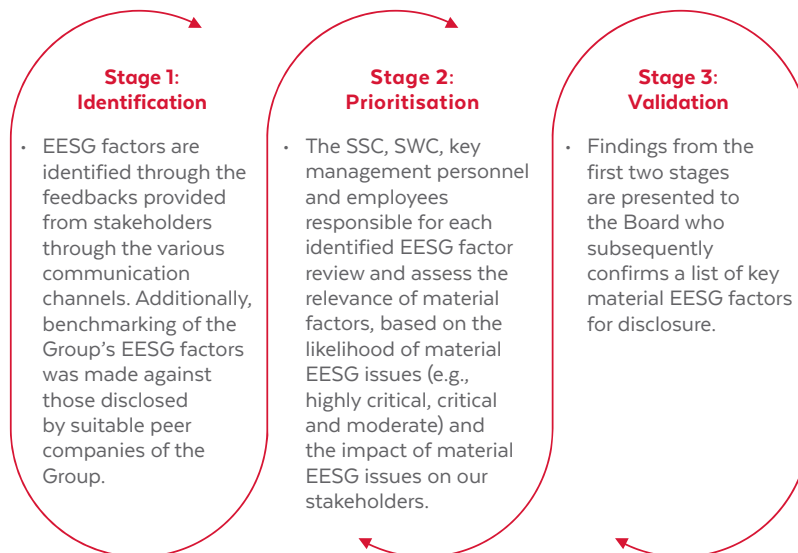 Stage 1:
Identification
• EESG factors are
identified through the
feedbacks provided
from stakeholders
through the various
communication
channels. Additionally,
benchmarking of the
Group's EESG factors
was made against
those disclosed
by suitable peer
companies of the
Group.
Stage 2:
Prioritisation
• The SSC, SWC, key
management personnel
and employees
responsible for each
identified EESG factor
review and assess the
relevance of material
factors, based on the
likelihood of material
EESG issues (e.g.,
highly critical, critical
and moderate) and
the impact of material
EESG issues on our
stakeholders.
Stage 3:
Validation
• Findings from the
first two stages
are presented to
the Board who
subsequently
confirms a list of key
material EESG factors
for disclosure.